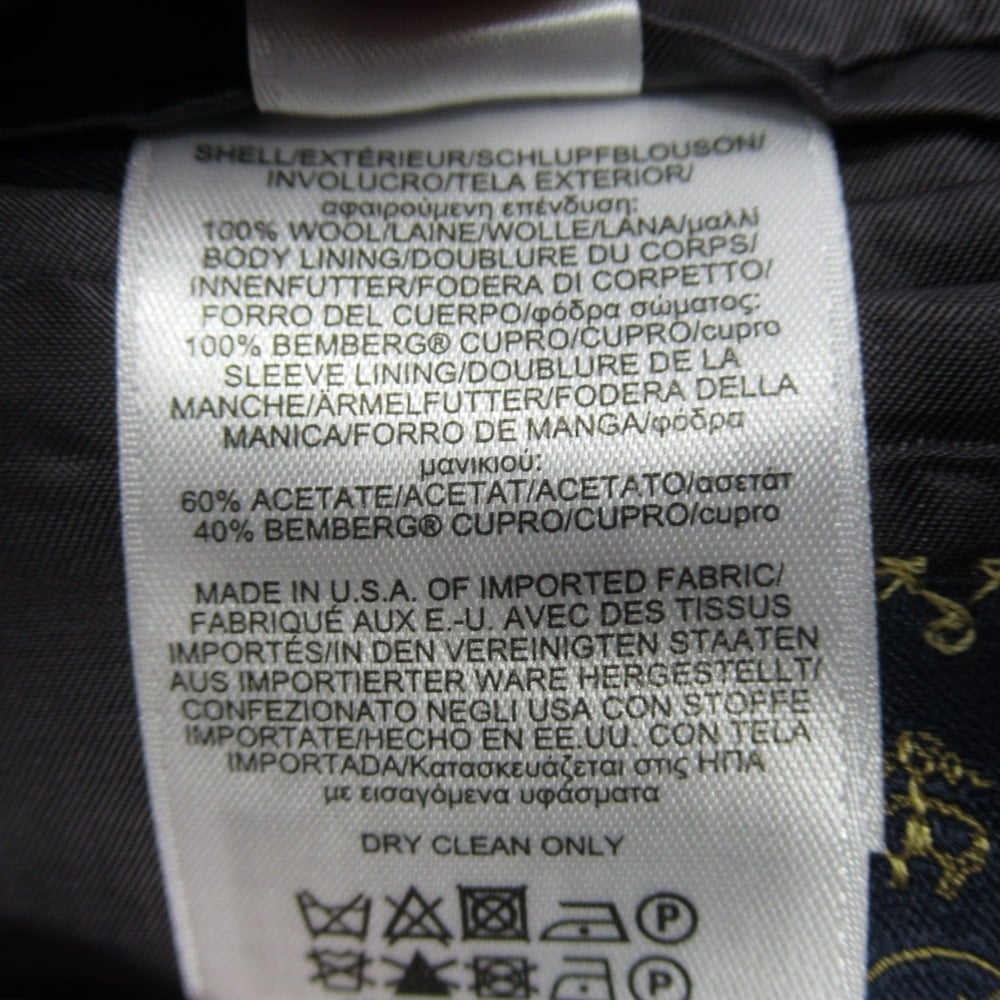 SHELL/EXTÉRIEUR/SCHLUPFBLOUSON/
INVOLUCRO/TELA EXTERIOR/
αφαιρούμενη επένδυση:
100% WOOL/LAINE/WOLLE/LANA/μαλλί
BODY LINING/DOUBLURE DU CORPS/
INNENFUTTER/FODERA DI CORPETTO/
FORRO DEL CUERPO/φόδρα σώματος:
100% BEMBERG® CUPRO/CUPRO/cupro
SLEEVE LINING/DOUBLURE DE LA
MANCHE/ÄRMELFUTTER/FODERA DELLA
MANICA/FORRO DE MANGA/φόδρα
μανικιού:
60% ACETATE/ACETAT/ACETATO/ασετάτ
40% BEMBERG® CUPRO/CUPRO/cupro
MADE IN U.S.A. OF IMPORTED FABRIC/
FABRIQUÉ AUX E.-U. AVEC DES TISSUS
IMPORTÉS/IN DEN VEREINIGTEN STAATEN
AUS IMPORTIERTER WARE HERGESTELLT/
CONFEZIONATO NEGLI USA CON STOFFE
IMPORTATE/HECHO EN EE.UU. CON TELA
IMPORTADA/Κατασκευάζεται στις ΗΠΑ
με εισαγόμενα υφάσματα
DRY CLEAN ONLY
P
P